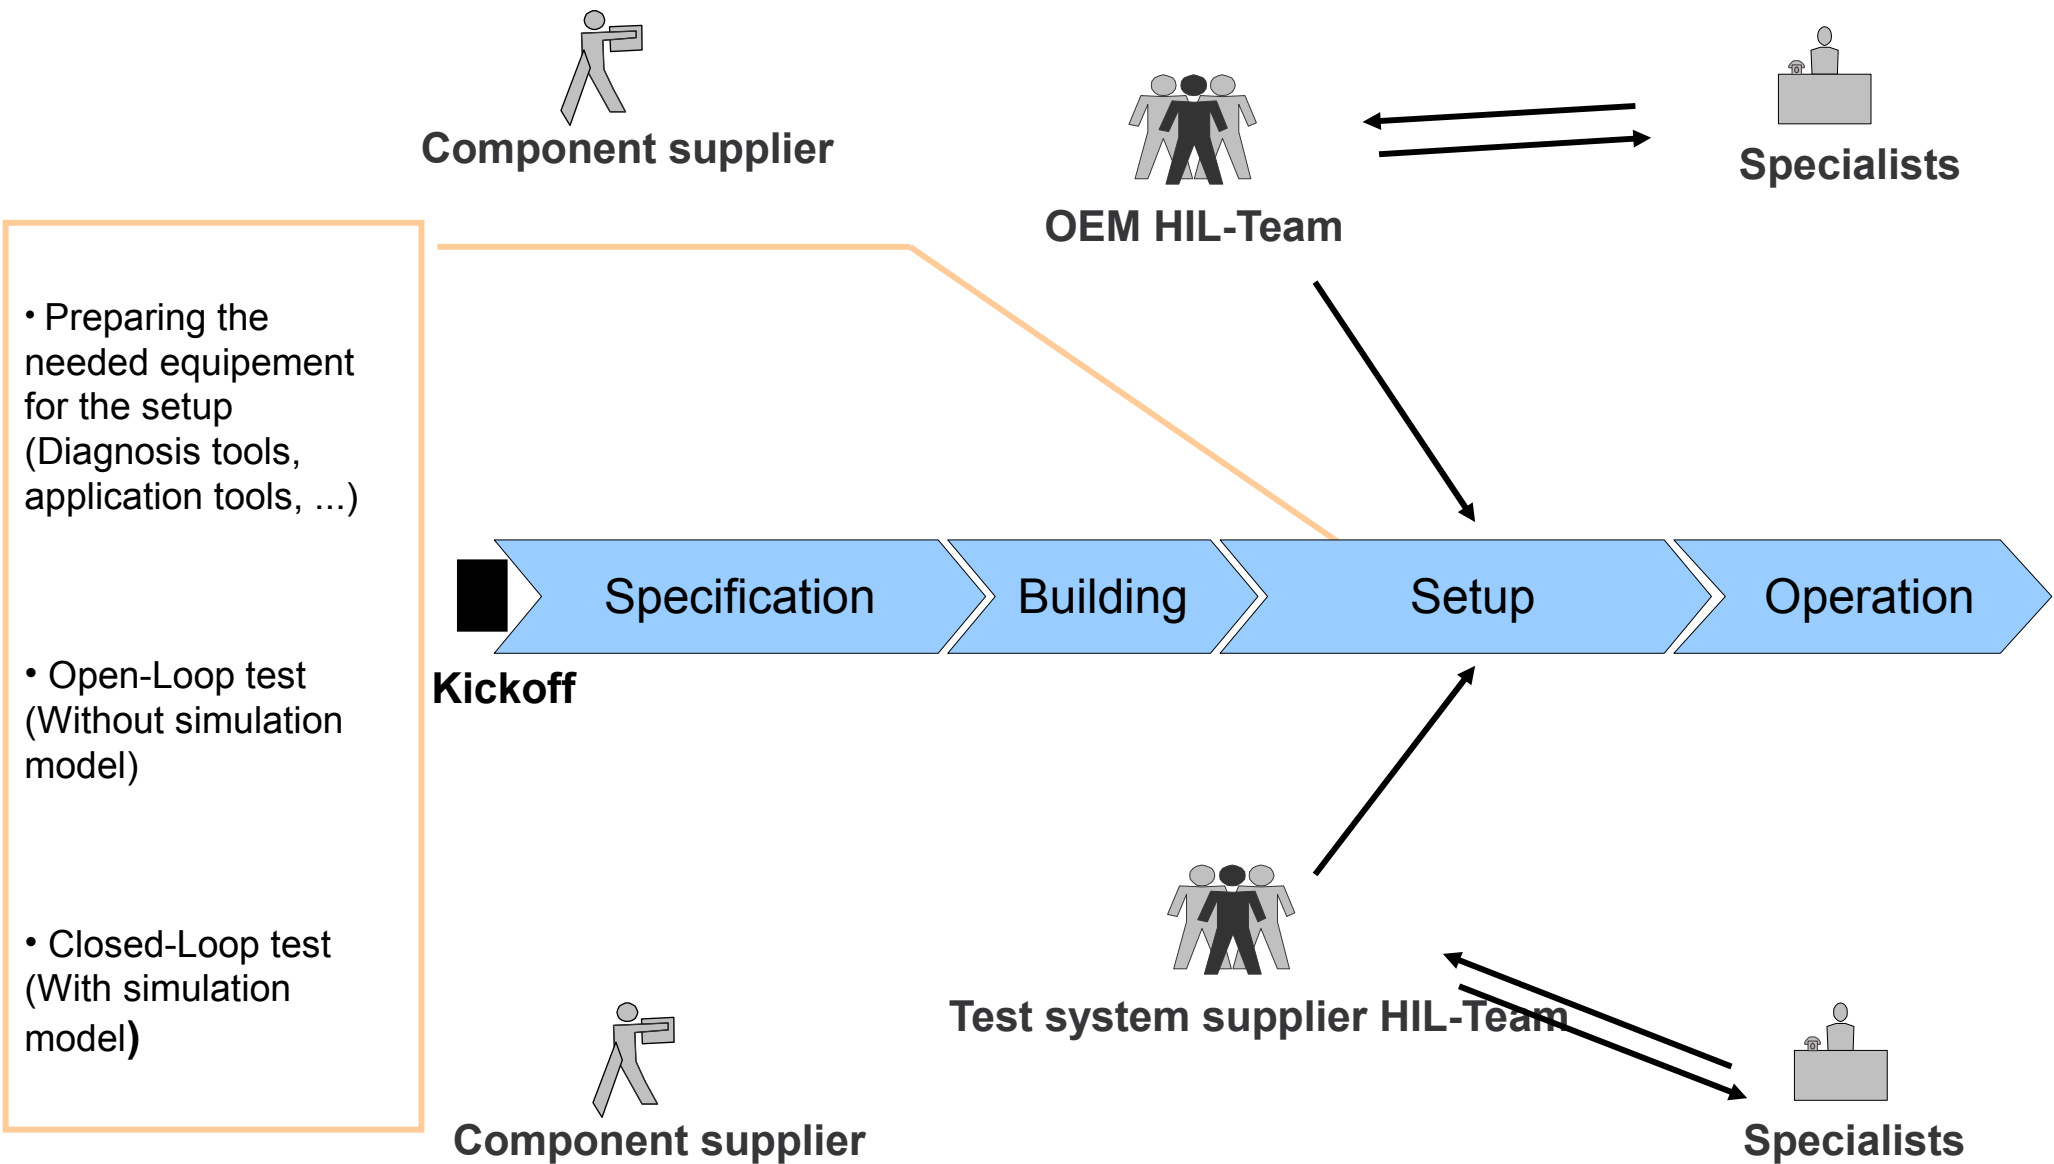 Component supplier
OEM HIL-Team
Specialists
• Preparing the
needed equipement
for the setup
(Diagnosis tools,
application tools, ...)
• Open-Loop test
(Without simulation
model)
• Closed-Loop test
(With simulation
model)
Kickoff
Specification
Building
Setup
Operation
Test system supplier HIL-Team
Component supplier
Specialists